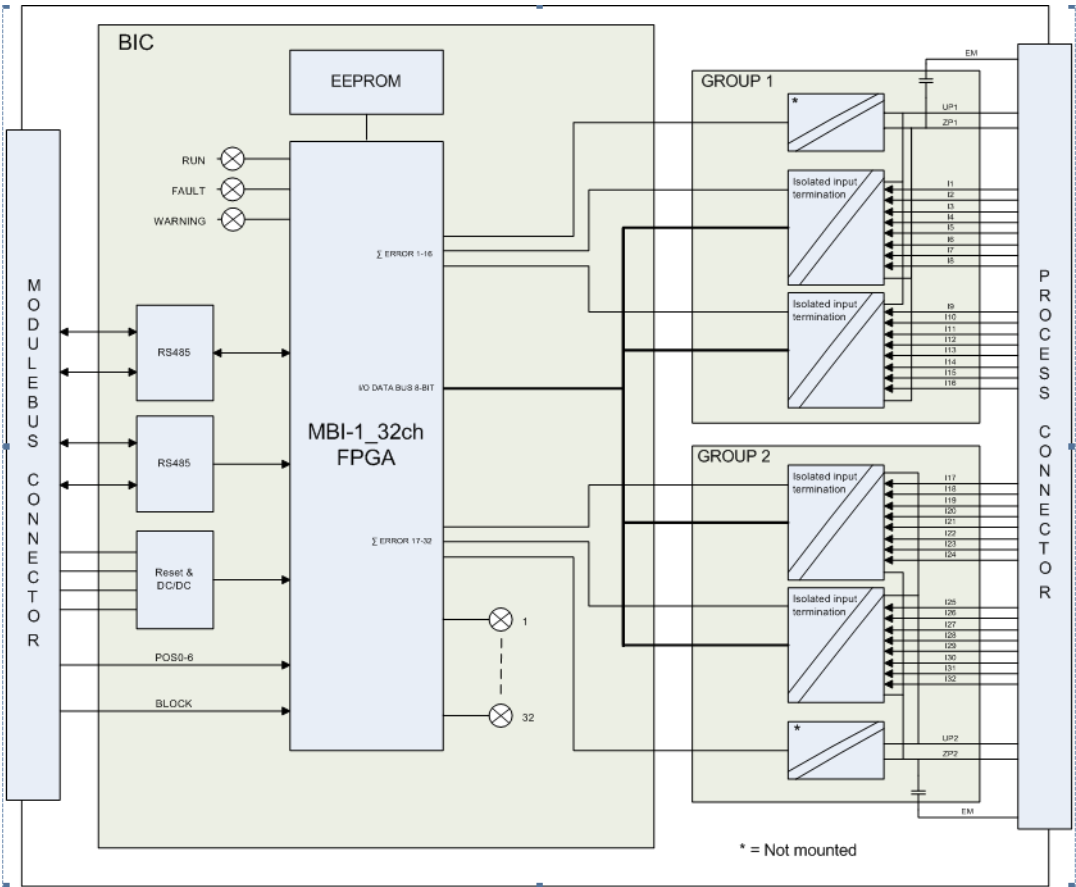 BIC
EEPROM
GROUP 1
EM
*
UP1
ZP1
RUN
FAULT
WARNING
Isolated input
termination
I1
I2
I3
I4
I5
I6
I7
I8
∑ ERROR 1-16
MODULEBUS CONNECTOR
PROCESS CONNECTOR
Isolated input
termination
I9
I10
I11
I12
I13
I14
I15
I16
RS485
I/O DATA BUS 8-BIT
MBI-1_32ch
FPGA
RS485
GROUP 2
Isolated input
termination
I17
I18
I19
I20
I21
I22
I23
I24
∑ ERROR 17-32
Reset &
DC/DC
Isolated input
termination
I25
I26
I27
I28
I29
I30
I31
I32
1
POS0-6
BLOCK
32
*
UP2
ZP2
EM
* = Not mounted